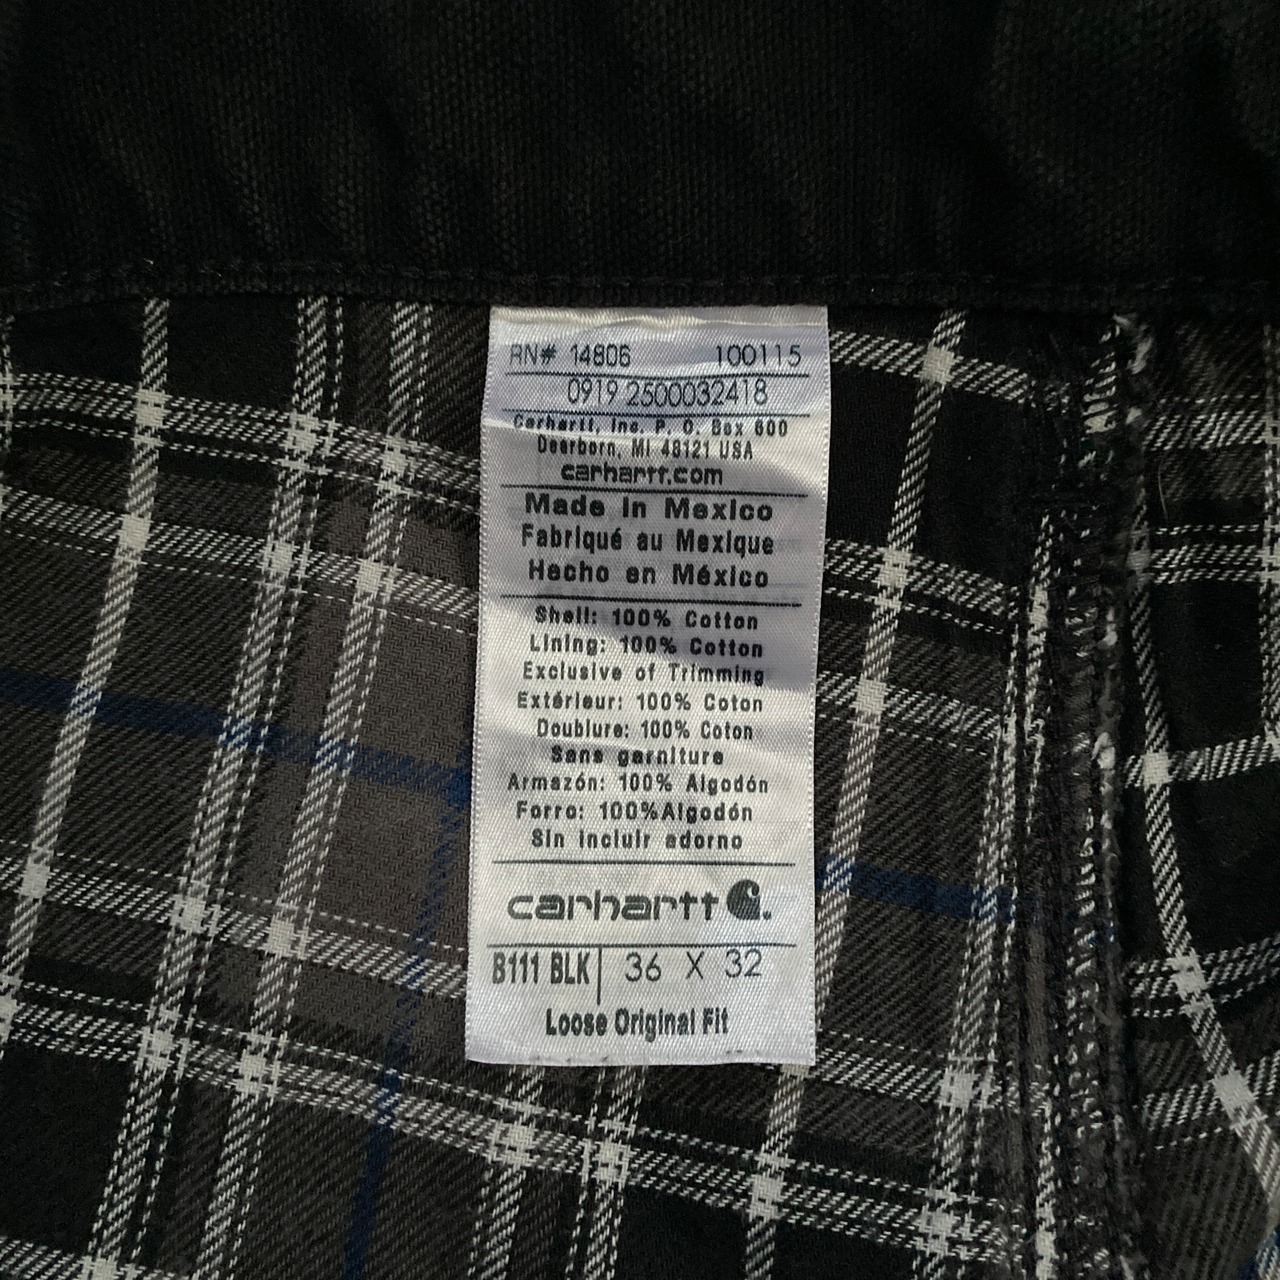 RN# 14806 100115
0919 2500032418
Carhartt, Inc. P. O. Box 600
Dearborn, MI 48121 USA
carhartt.com
Made in Mexico
Fabriqué au Mexique
Hecho en México
Shell: 100% Cotton
Lining: 100% Cotton
Exclusive of Trimming
Extérieur: 100% Coton
Doublure: 100% Coton
Sans garniture
Armazón: 100% Algodón
Forro: 100%Algodón
Sin incluir adorno
carhartt
B111 BLK 36 X 32
Loose Original Fit